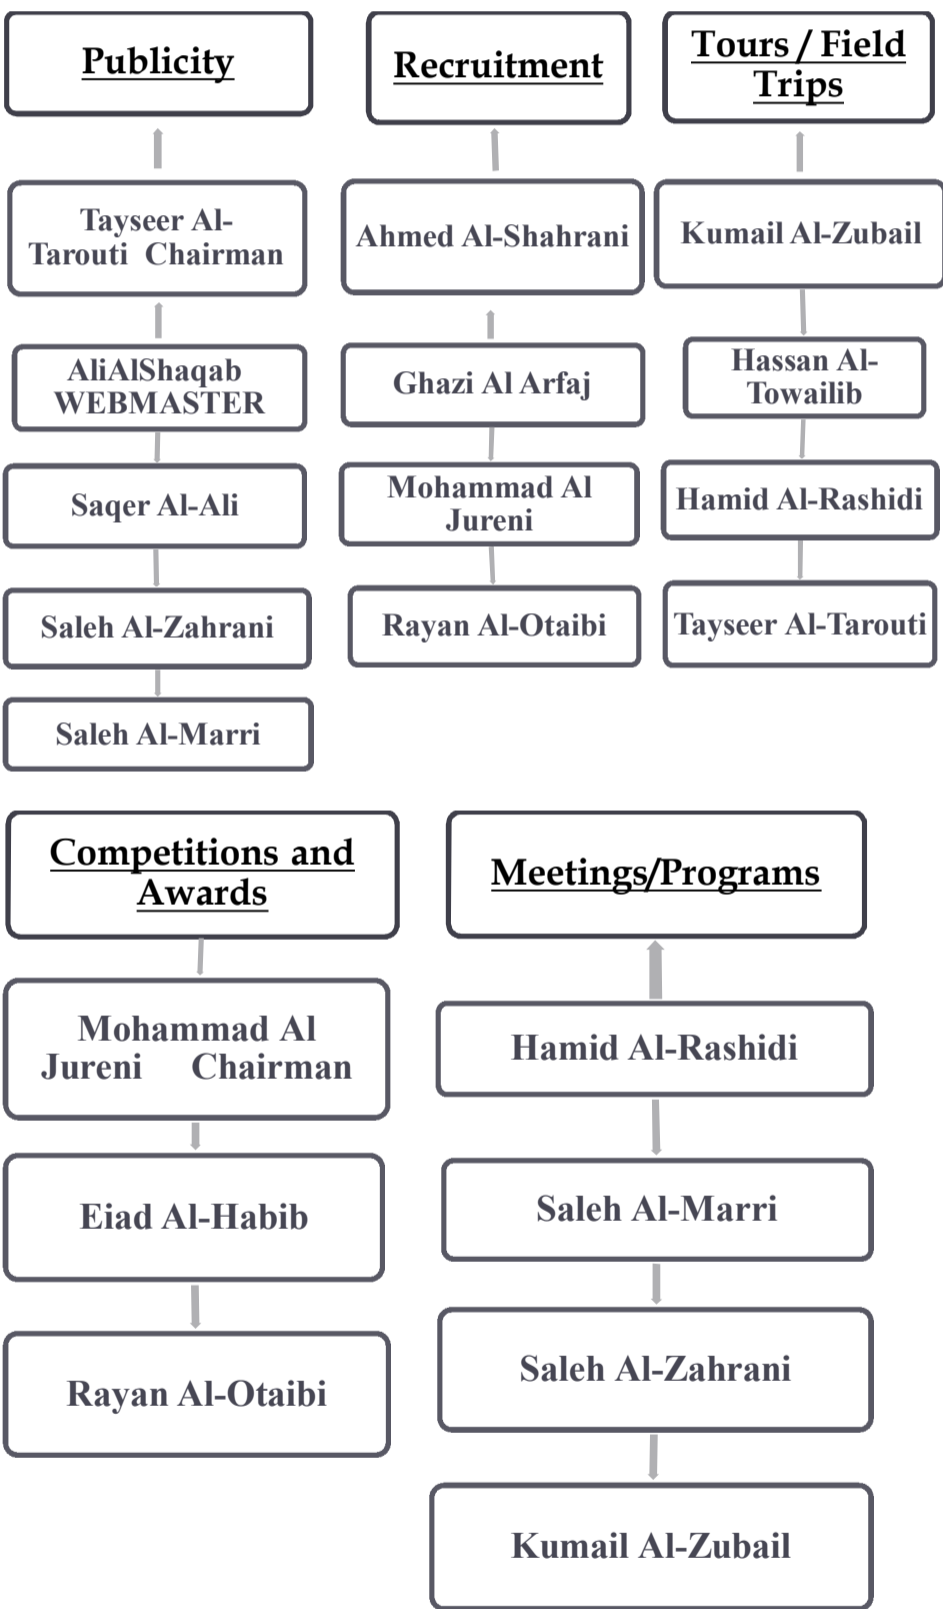 Publicity
Tayseer Al-
Tarouti Chairman
AliAlShaqab
WEBMASTER
Saqer Al-Ali
Saleh Al-Zahrani
Saleh Al-Marri
Recruitment
Ahmed Al-Shahrani
Ghazi Al Arfaj
Mohammad Al
Jureni
Rayan Al-Otaibi
Tours / Field
Trips
Kumail Al-Zubail
Hassan Al-
Towailib
Hamid Al-Rashidi
Tayseer Al-Tarouti
Competitions and
Awards
Mohammad Al
Jureni Chairman
Eiad Al-Habib
Rayan Al-Otaibi
Meetings/Programs
Hamid Al-Rashidi
Saleh Al-Marri
Saleh Al-Zahrani
Kumail Al-Zubail